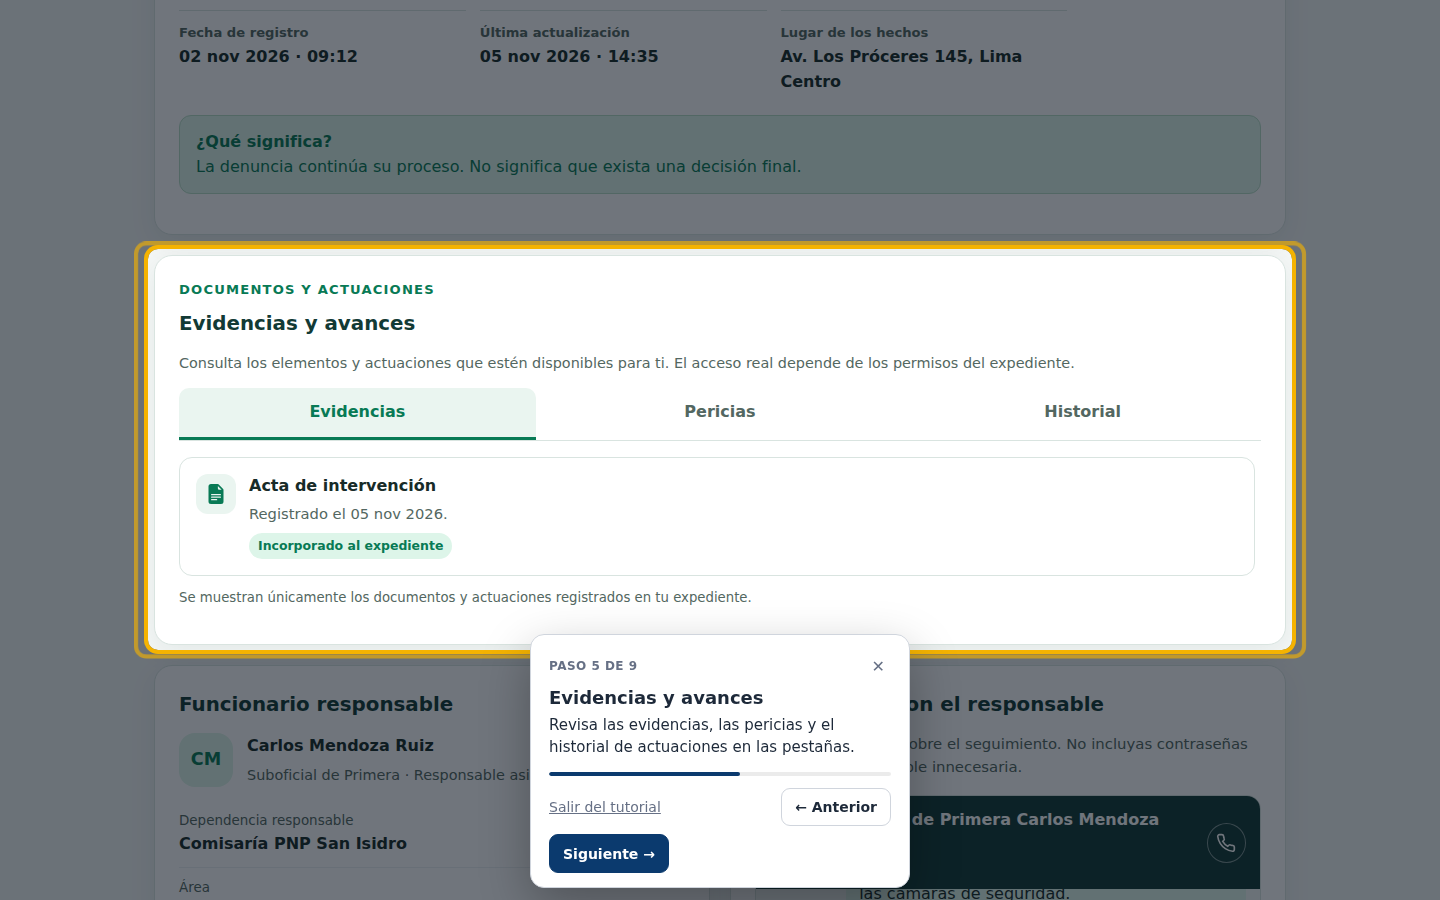 Fecha de registro
02 nov 2026 · 09:12
Última actualización
05 nov 2026 · 14:35
Lugar de los hechos
Av. Los Próceres 145, Lima
Centro
¿Qué significa?
La denuncia continúa su proceso. No significa que exista una decisión final.
DOCUMENTOS Y ACTUACIONES
Evidencias y avances
Consulta los elementos y actuaciones que estén disponibles para ti. El acceso real depende de los permisos del expediente.
Evidencias
Pericias
Historial
Acta de intervención
Registrado el 05 nov 2026.
Incorporado al expediente
Se muestran únicamente los documentos y actuaciones registrados en tu expediente.
Funcionario responsable
CM
Carlos Mendoza Ruiz
Suboficial de Primera · Responsable asi
Dependencia responsable
Comisaría PNP San Isidro
Área
PASO 5 DE 9
✕
Evidencias y avances
Revisa las evidencias, las pericias y el
historial de actuaciones en las pestañas.
Salir del tutorial
← Anterior
Siguiente →
on el responsable
obre el seguimiento. No incluyas contraseñas
ble innecesaria.
de Primera Carlos Mendoza
las cámaras de seguridad.